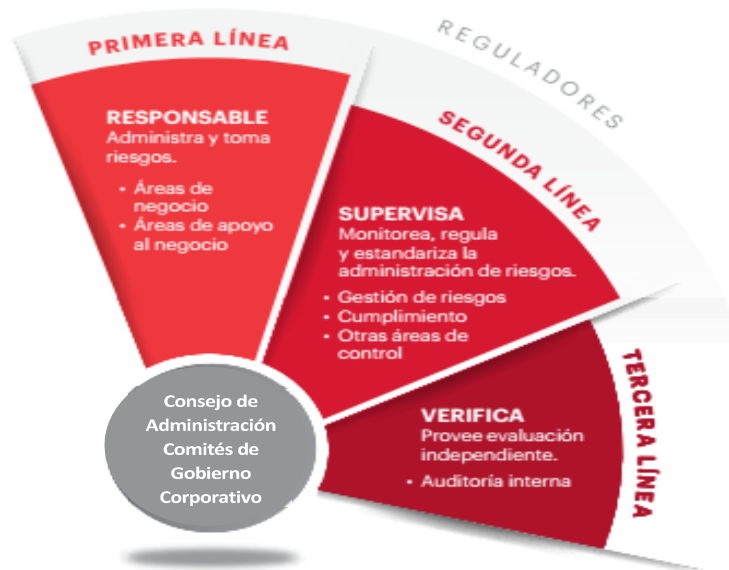 PRIMERA LÍNEA
REGULADORES
RESPONSABLE
Administra y toma
riesgos.
• Áreas de
negocio
• Áreas de apoyo
al negocio
SEGUNDA LÍNEA
SUPERVISA
Monitorea, regula
y estandariza la
administración de riesgos.
• Gestión de riesgos
• Cumplimiento
• Otras áreas de
control
TERCERA LÍNEA
VERIFICA
Provee evaluación
independiente.
• Auditoría interna
Consejo de
Administración
Comités de
Gobierno
Corporativo